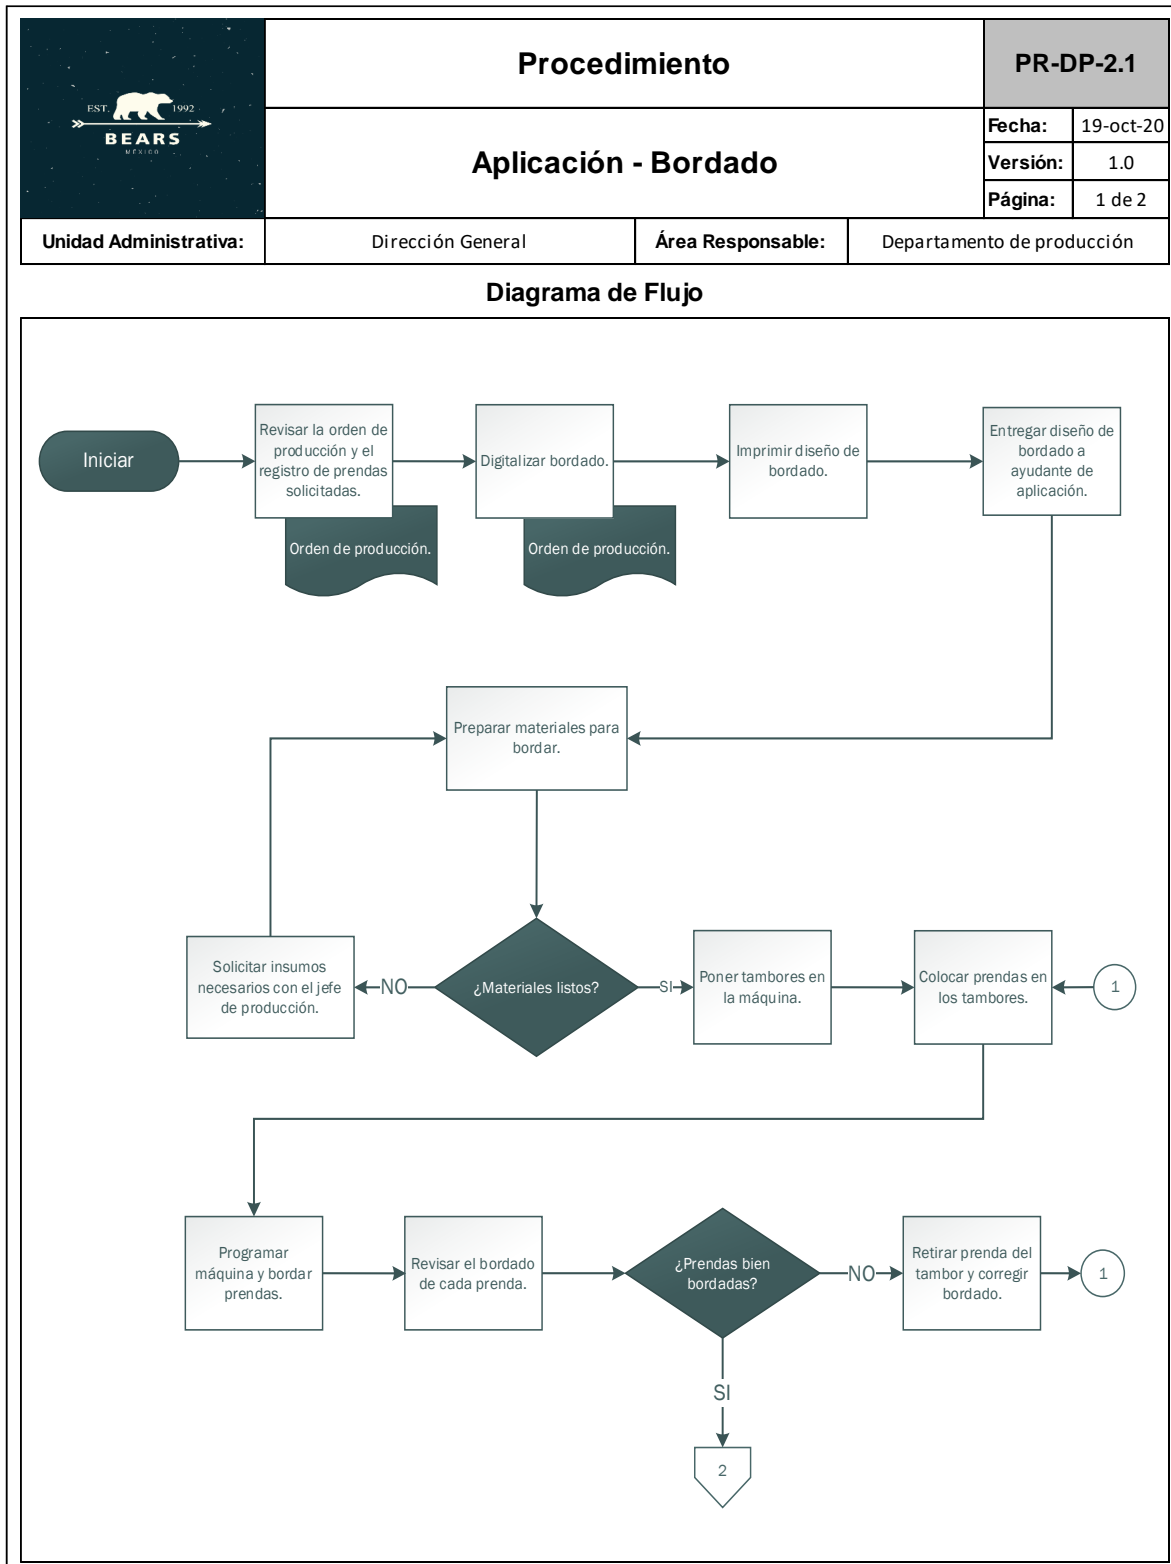 EST. 1992
BEARS
MÉXICO
Procedimiento
PR-DP-2.1
Aplicación - Bordado
Fecha: 19-oct-20
Versión: 1.0
Página: 1 de 2
Unidad Administrativa: Dirección General Área Responsable: Departamento de producción
Diagrama de Flujo
Iniciar
Revisar la orden de
producción y el
registro de prendas
solicitadas.
Orden de producción.
Digitalizar bordado.
Orden de producción.
Imprimir diseño de
bordado.
Entregar diseño de
bordado a
ayudante de
aplicación.
Preparar materiales para
bordar.
Solicitar insumos
necesarios con el jefe
de producción.
NO
¿Materiales listos?
SI
Poner tambores en
la máquina.
Colocar prendas en
los tambores.
1
Programar
máquina y bordar
prendas.
Revisar el bordado
de cada prenda.
¿Prendas bien
bordadas?
NO
Retirar prenda del
tambor y corregir
bordado.
1
SI
2